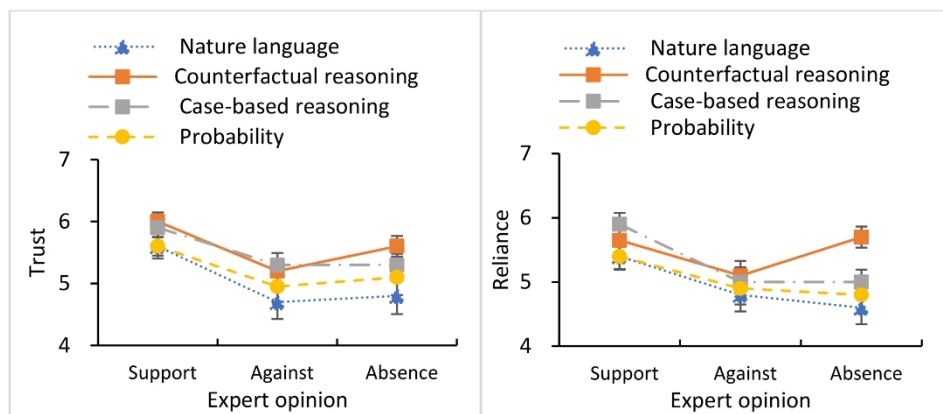 Nature language
Counterfactual reasoning
Case-based reasoning
Probability
7
6
5
4
Trust
Support Against Absence
Expert opinion
Nature language
Counterfactual reasoning
Case-based reasoning
Probability
7
6
5
4
Reliance
Support Against Absence
Expert opinion